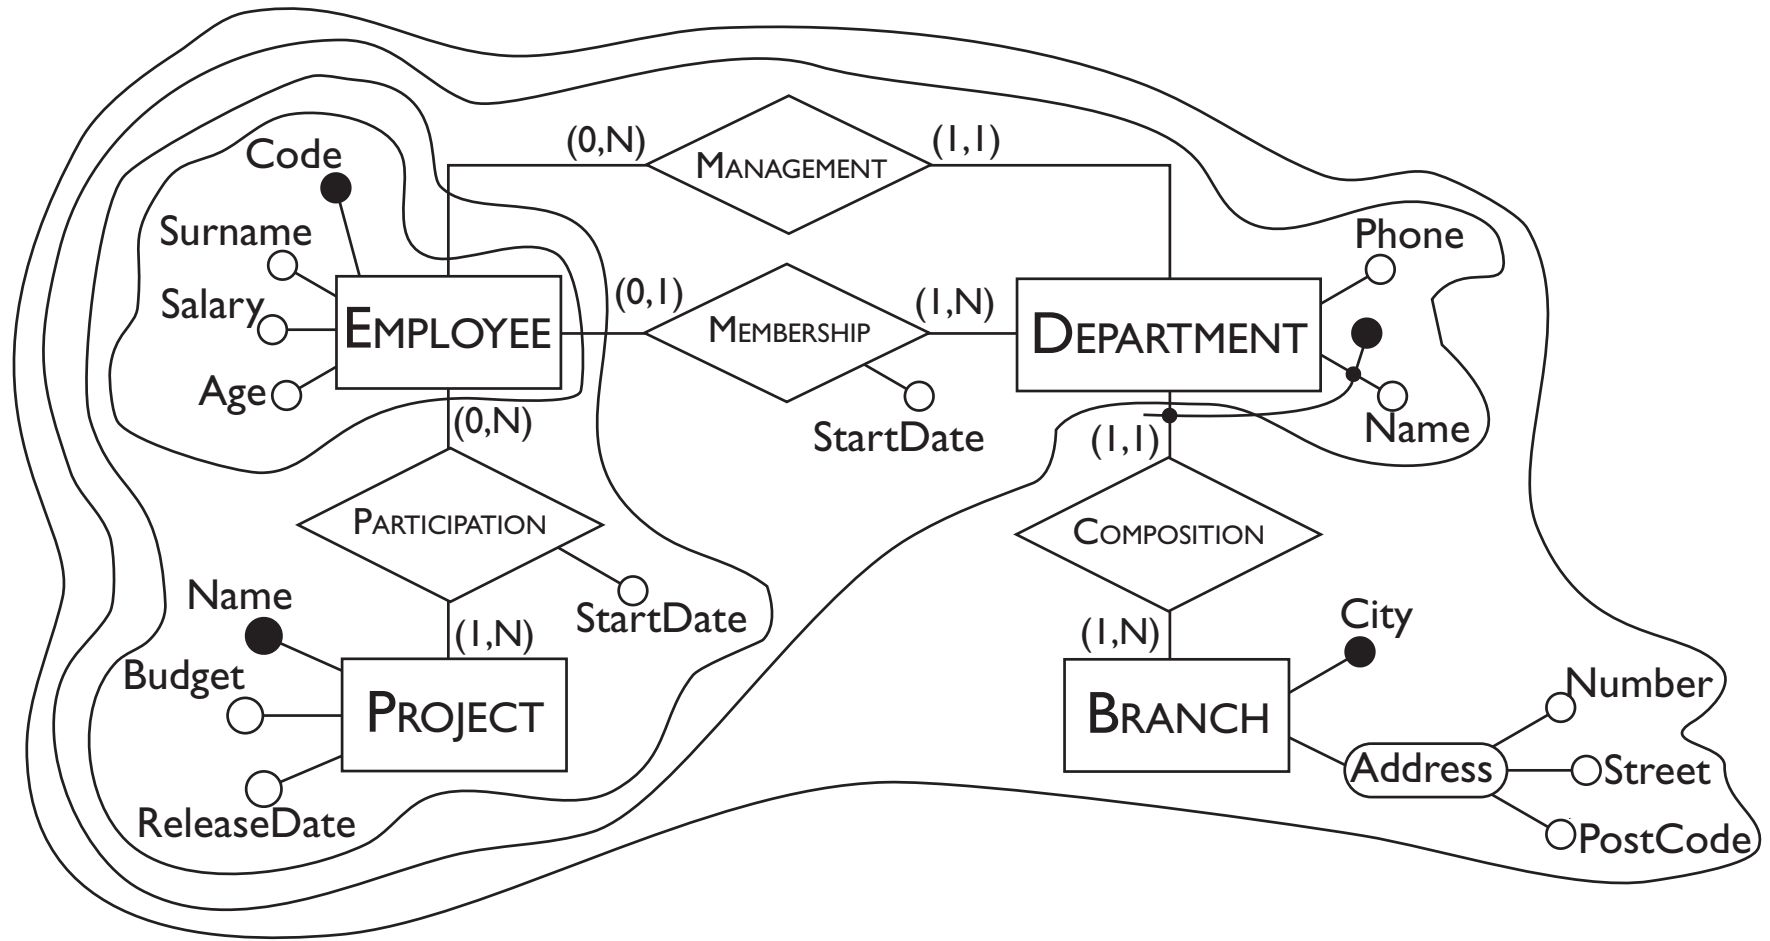 Code
(0,N)
MANAGEMENT
(1,1)
Surname
Phone
Salary
EMPLOYEE
(0,1)
MEMBERSHIP
(1,N)
DEPARTMENT
Age
(0,N)
StartDate
(1,1)
Name
PARTICIPATION
COMPOSITION
Name
StartDate
(1,N)
(1,N)
City
Budget
PROJECT
BRANCH
Number
Address
Street
ReleaseDate
PostCode